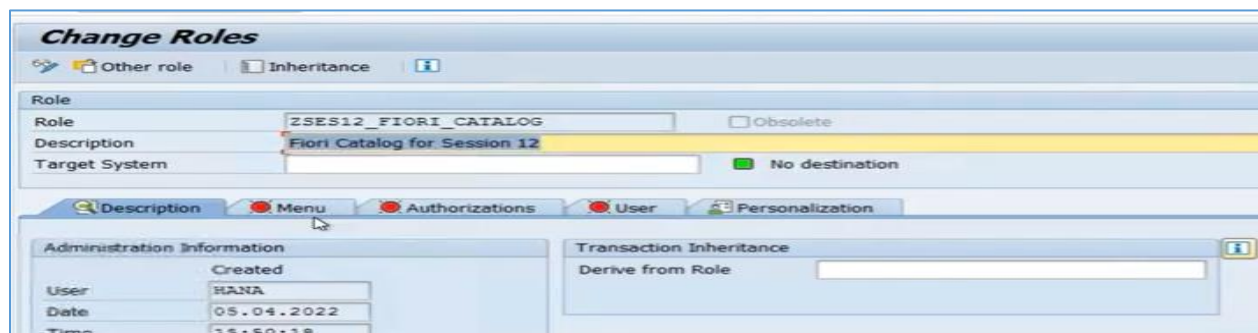 Change Roles
Other role Inheritance
Role
Role ZSES12_FIORI_CATALOG Obsolete
Description Fiori Catalog for Session 12
Target System No destination
Description Menu Authorizations User Personalization
Administration Information Transaction Inheritance
Created Derive from Role
User HANA
Date 05.04.2022
Time